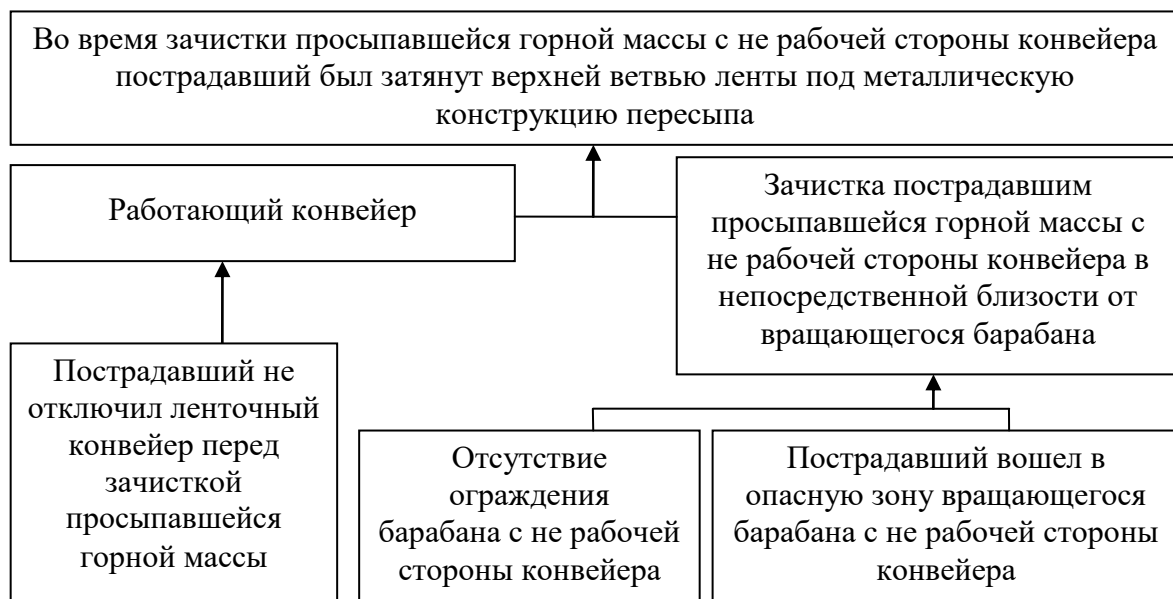 Во время зачистки просыпавшейся горной массы с не рабочей стороны конвейера
пострадавший был затянут верхней ветвью ленты под металлическую
конструкцию пересыпа
Работающий конвейер
Зачистка пострадавшим
просыпавшейся горной массы с
не рабочей стороны конвейера в
непосредственной близости от
вращающегося барабана
Пострадавший не
отключил ленточный
конвейер перед
зачисткой
просыпавшейся
горной массы
Отсутствие
ограждения
барабана с не рабочей
стороны конвейера
Пострадавший вошел в
опасную зону вращающегося
барабана с не рабочей стороны
конвейера